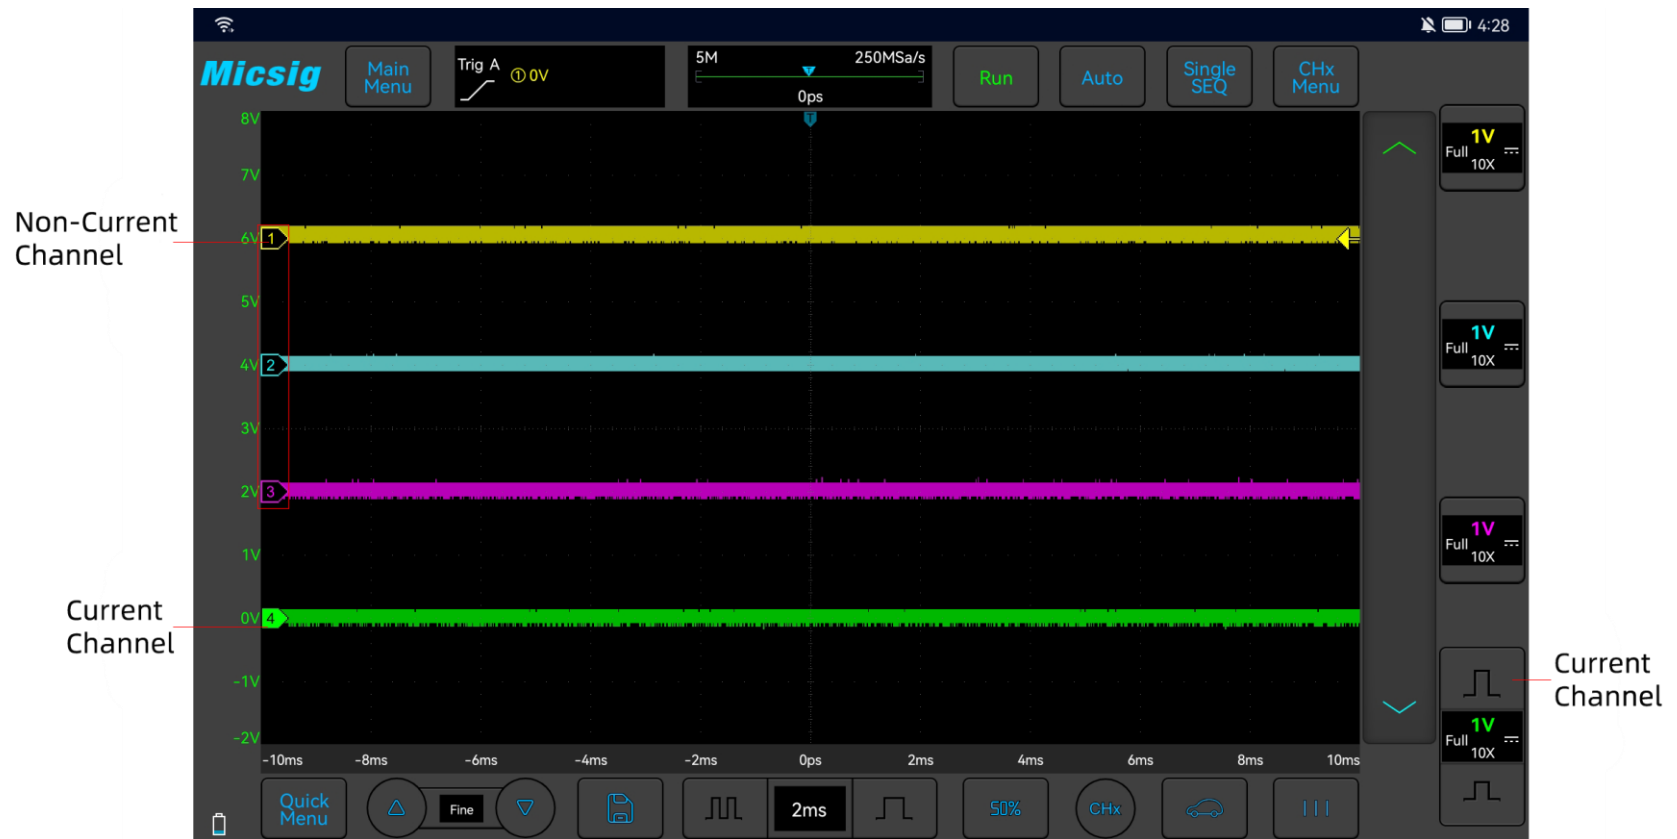 4:28
Micsig
Main
Menu
Trig A
① 0V
5M
250MSa/s
T
0ps
Run
Auto
Single
SEQ
CHx
Menu
8V
T
7V
6V
1
5V
4V
2
3V
2V
3
1V
0V
4
-1V
-2V
Non-Current
Channel
Current
Channel
1V
Full
10X
1V
Full
10X
1V
Full
10X
Current
Channel
1V
Full
10X
-10ms
-8ms
-6ms
-4ms
-2ms
0ps
2ms
4ms
6ms
8ms
10ms
Quick
Menu
Fine
2ms
50%
CHx